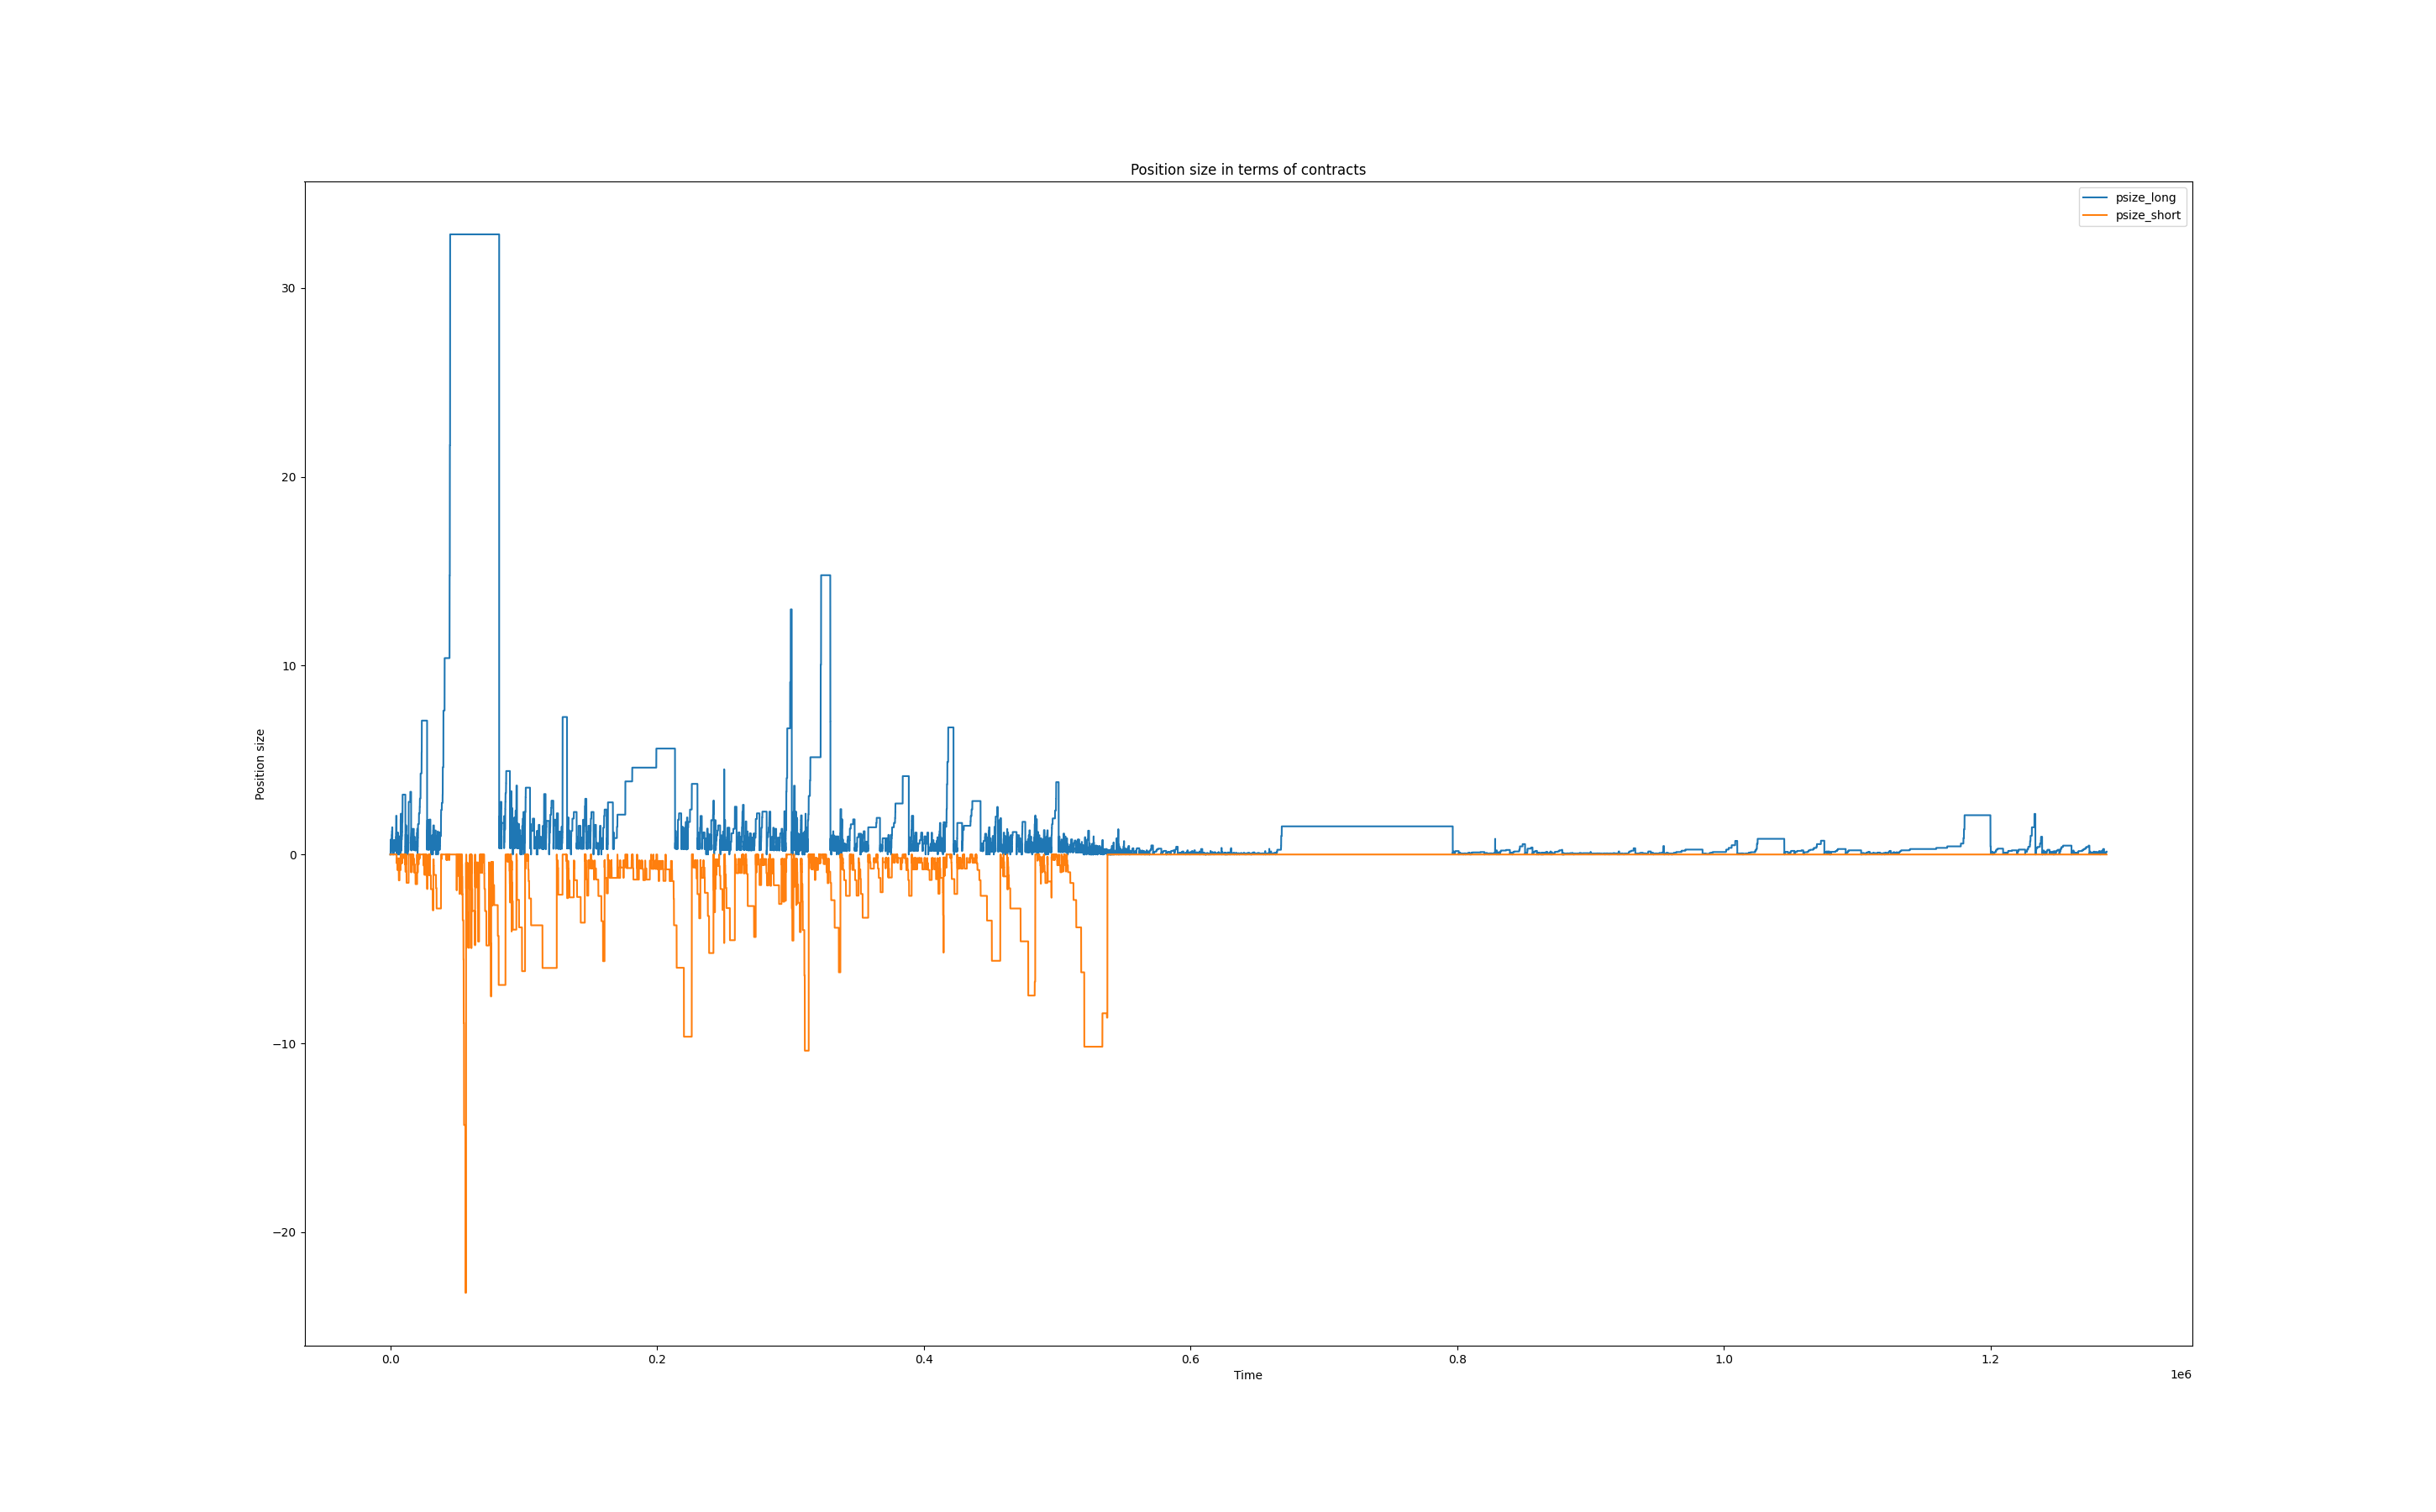 Position size in terms of contracts
psize_long
psize_short
Position size
30
20
10
0
−10
−20
0.0 0.2 0.4 0.6 0.8 1.0 1.2
Time
1e6